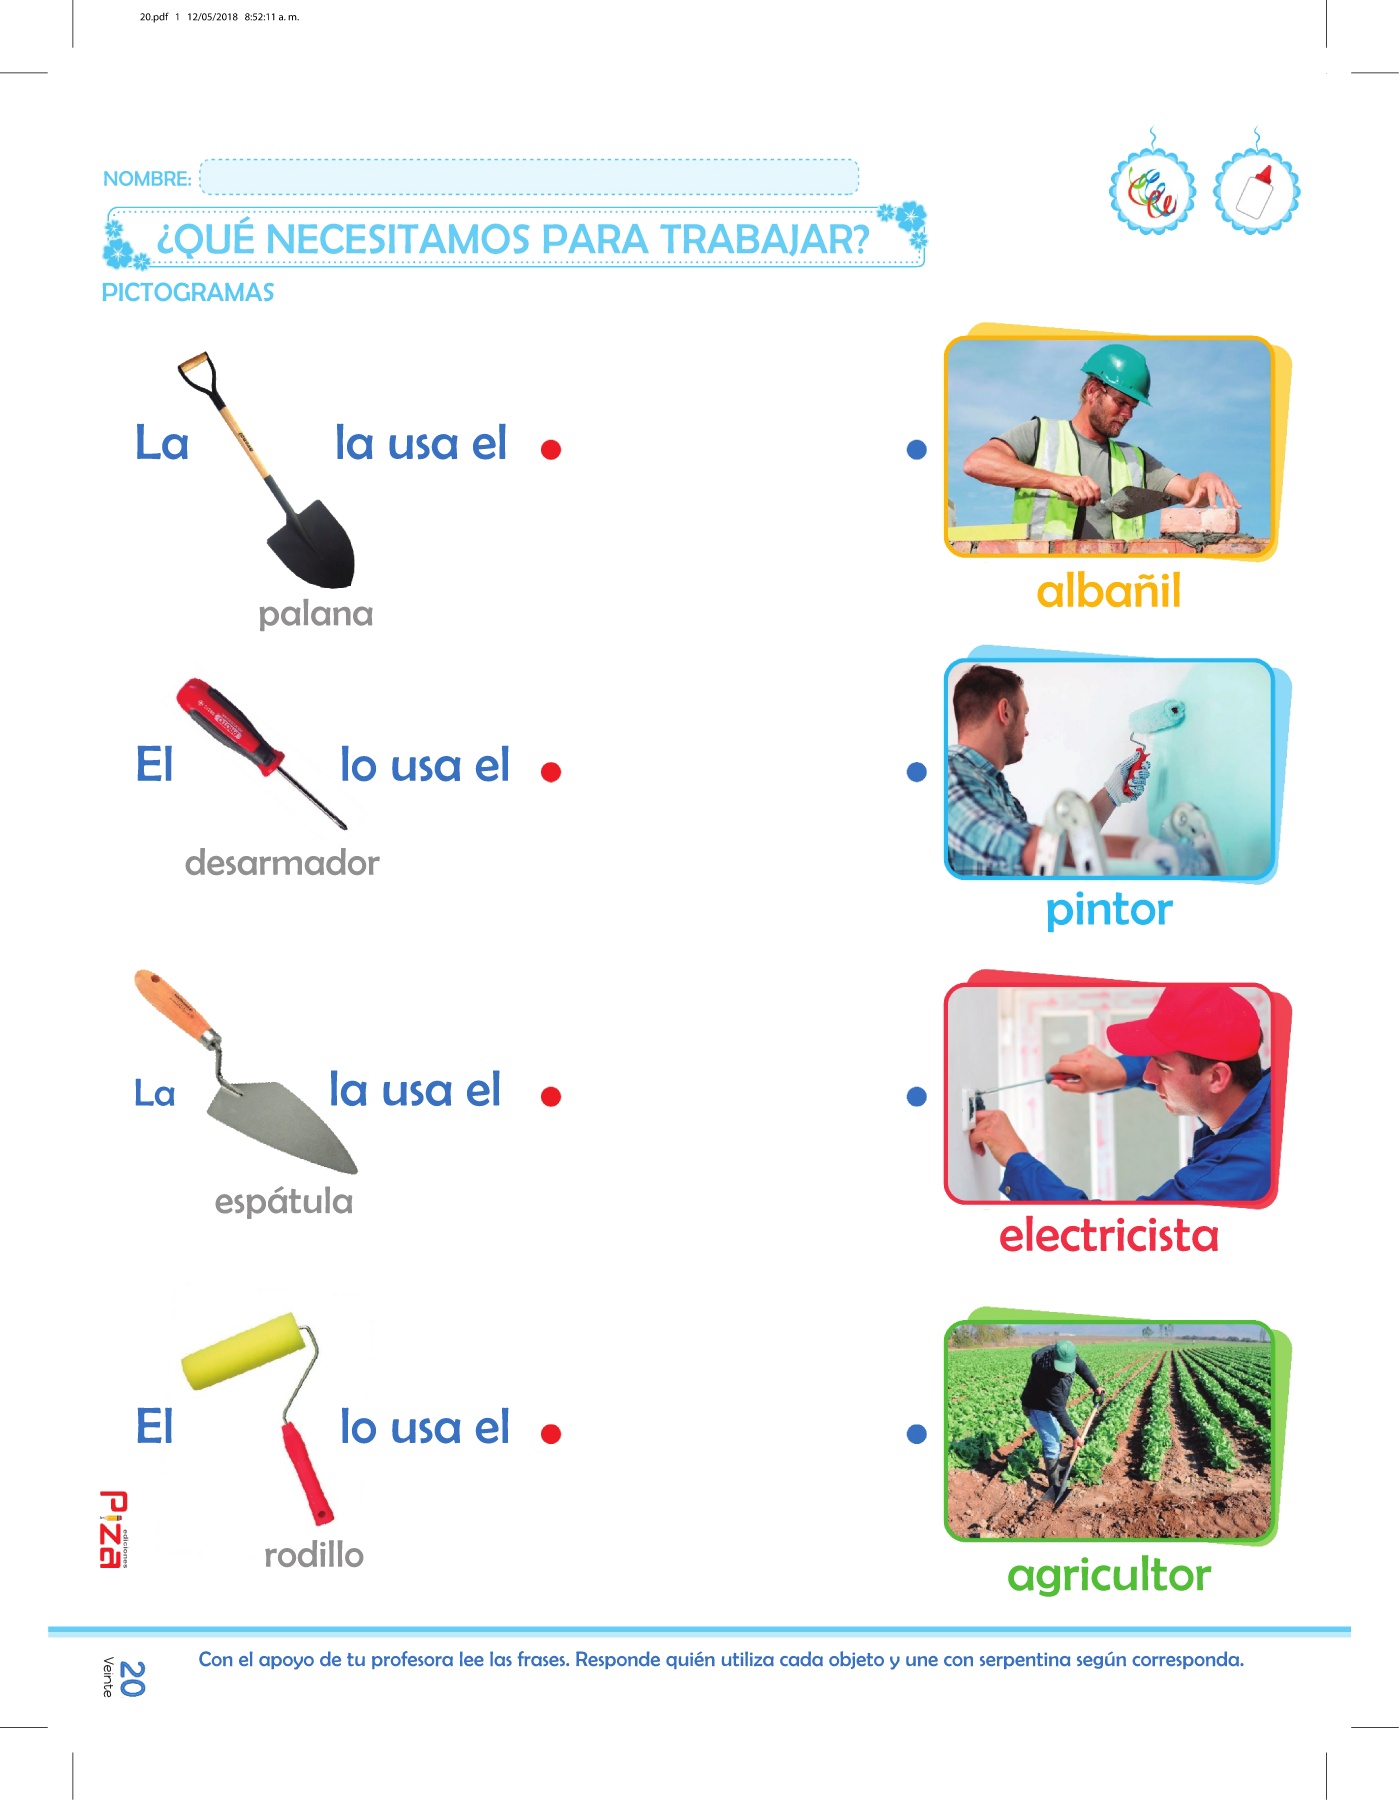 20.pdf 1 12/05/2018 8:52:11 a. m.
NOMBRE:
¿QUÉ NECESITAMOS PARA TRABAJAR?
PICTOGRAMAS
La la usa el
palana
albañil
El lo usa el
desarmador
pintor
La la usa el
espátula
electricista
El lo usa el
rodillo
agricultor
Piza
ediciones
20
Veinte
Con el apoyo de tu profesora lee las frases. Responde quién utiliza cada objeto y une con serpentina según corresponda.